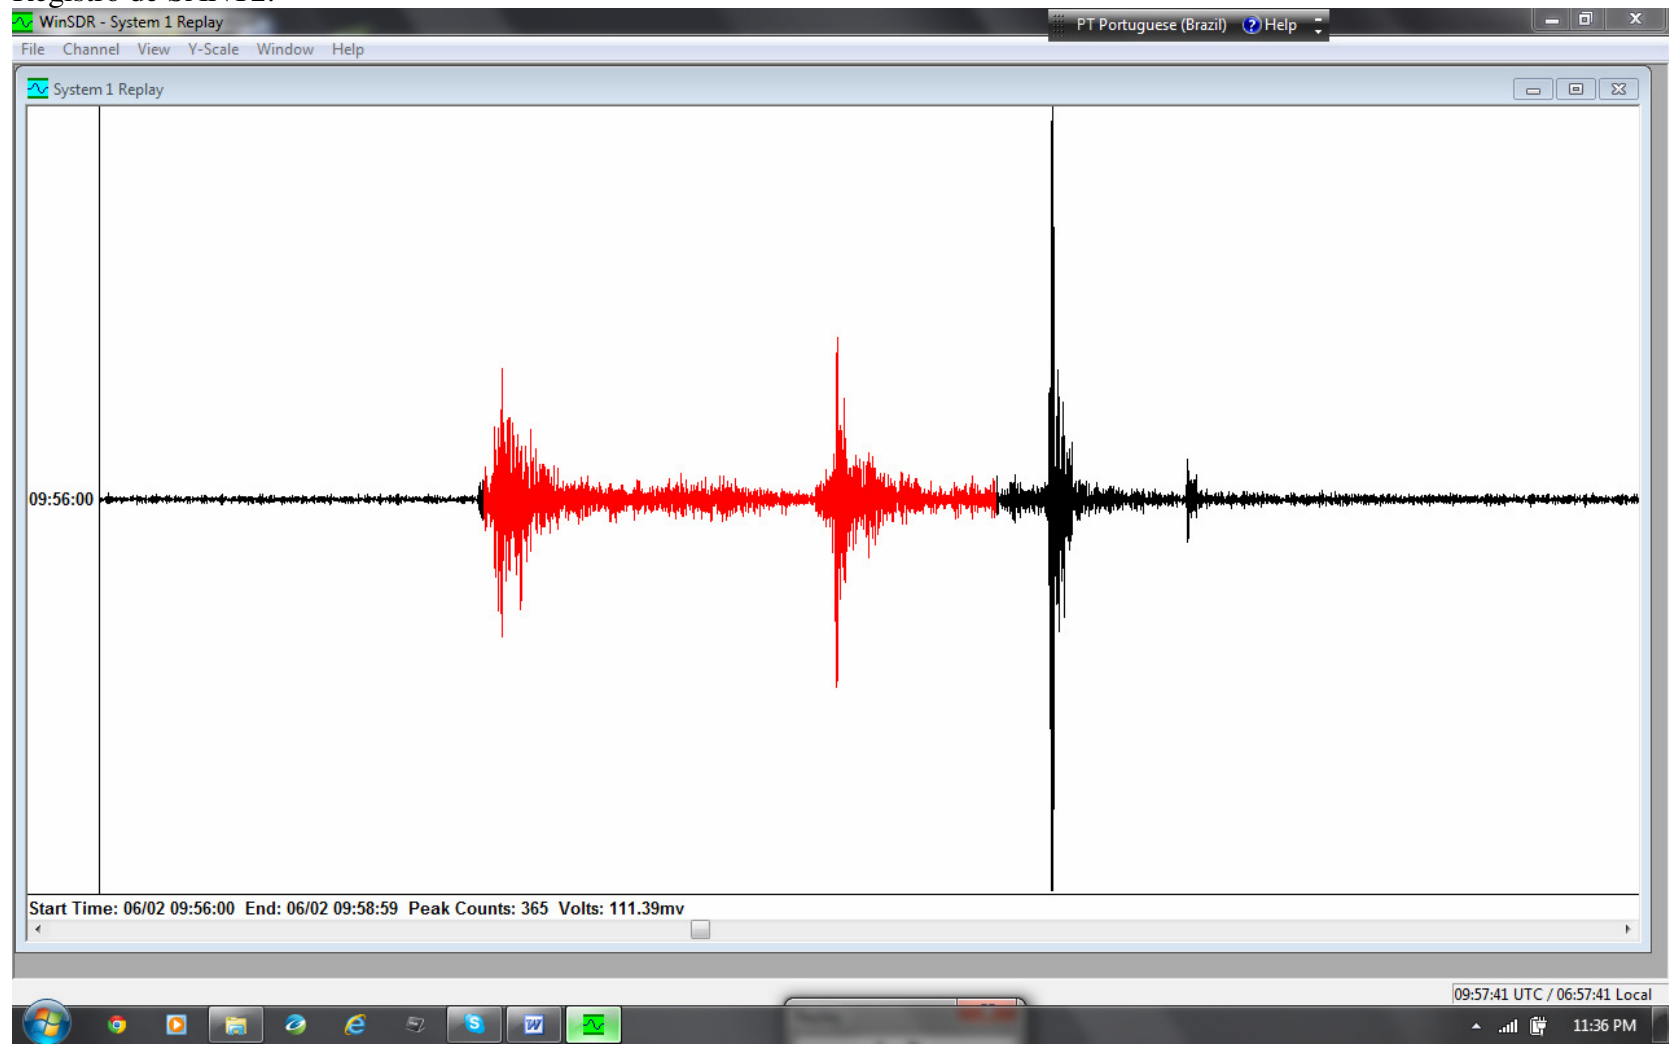 Registro de
WinSDR - System 1 Replay
PT Portuguese (Brazil) Help
File Channel View Y-Scale Window Help
System 1 Replay
09:56:00
Start Time: 06/02 09:56:00 End: 06/02 09:58:59 Peak Counts: 365 Volts: 111.39mv
09:57:41 UTC / 06:57:41 Local
11:36 PM